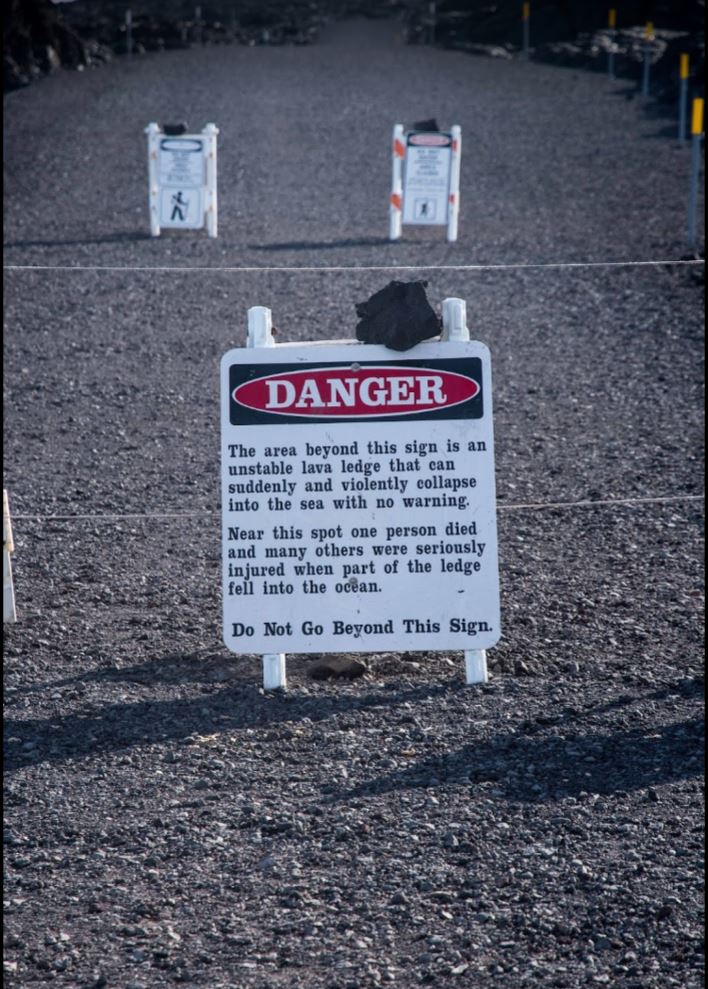 DANGER
The area beyond this sign is an
unstable lava ledge that can
suddenly and violently collapse
into the sea with no warning.
Near this spot one person died
and many others were seriously
injured when part of the ledge
fell into the ocean.
Do Not Go Beyond This Sign.